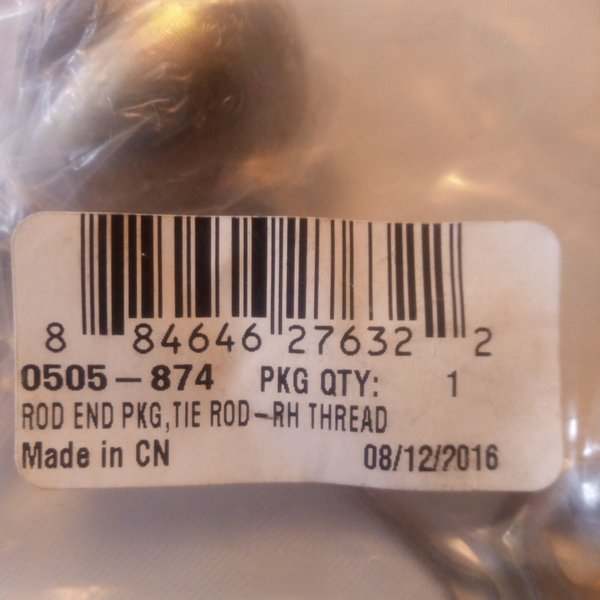 8 84646 27632 2
0505-874 PKG QTY: 1
ROD END PKG,TIE ROD-RH THREAD
Made in CN 08/12/2016